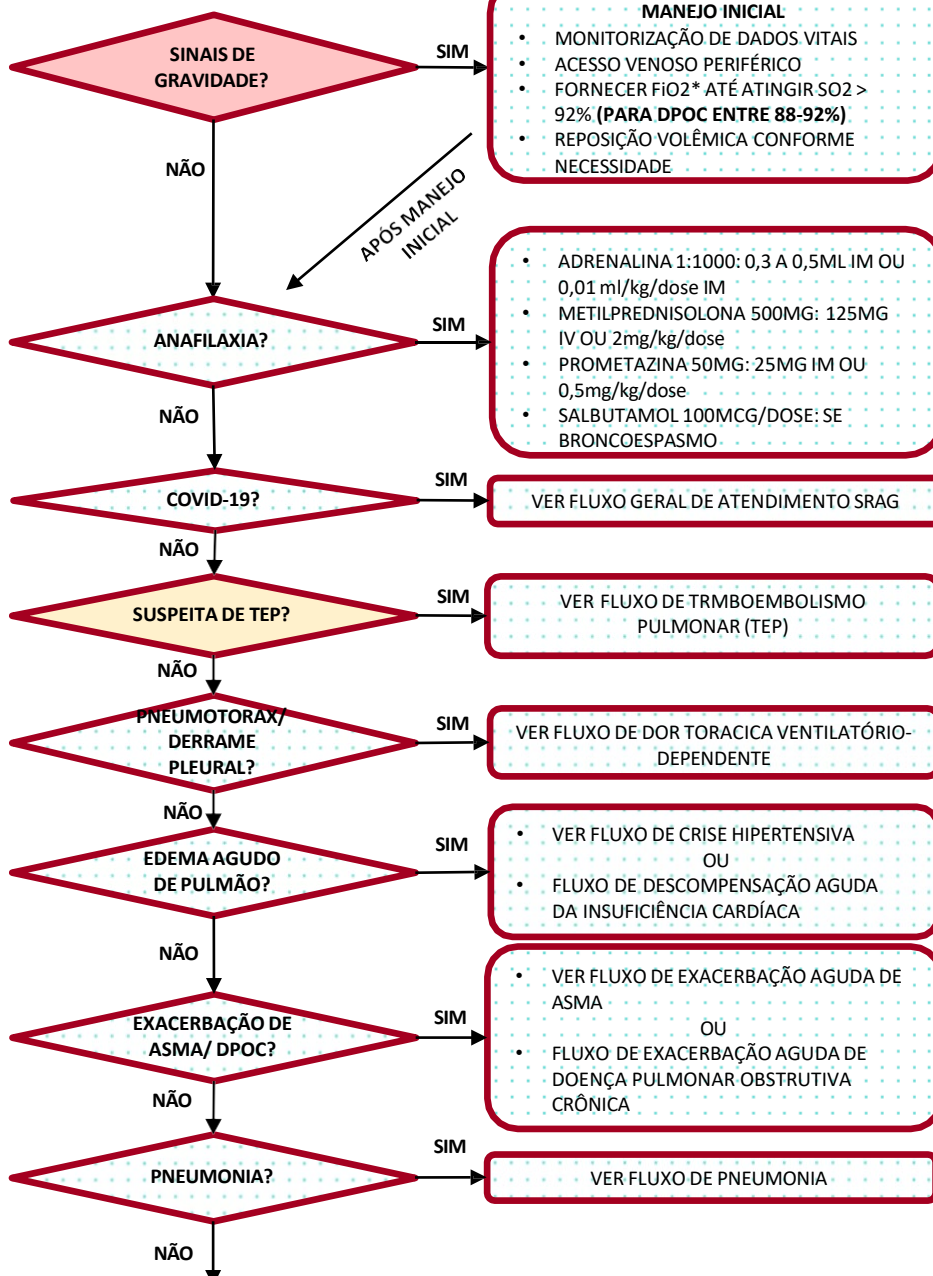 MANEJO INICIAL
SINAIS DE
GRAVIDADE?
SIM
• MONITORIZAÇÃO DE DADOS VITAIS
• ACESSO VENOSO PERIFÉRICO
• FORNECER FiO2* ATÉ ATINGIR SO2 >
92% (PARA DPOC ENTRE 88-92%)
• REPOSIÇÃO VOLÊMICA CONFORME
NECESSIDADE
NÃO
APÓS MANEJO
INICIAL
ANAFILAXIA?
SIM
• ADRENALINA 1:1000: 0,3 A 0,5ML IM OU
0,01 ml/kg/dose IM
• METILPREDNISOLONA 500MG: 125MG
IV OU 2mg/kg/dose
• PROMETAZINA 50MG: 25MG IM OU
0,5mg/kg/dose
• SALBUTAMOL 100MCG/DOSE: SE
BRONCOESPASMO
NÃO
COVID-19?
SIM
VER FLUXO GERAL DE ATENDIMENTO SRAG
NÃO
SUSPEITA DE TEP?
SIM
VER FLUXO DE TRMBOEMBOLISMO
PULMONAR (TEP)
NÃO
PNEUMOTORAX/
DERRAME
PLEURAL?
SIM
VER FLUXO DE DOR TORACICA VENTILATÓRIO-
DEPENDENTE
NÃO
EDEMA AGUDO
DE PULMÃO?
SIM
• VER FLUXO DE CRISE HIPERTENSIVA
OU
• FLUXO DE DESCOMPENSAÇÃO AGUDA
DA INSUFICIÊNCIA CARDÍACA
NÃO
EXACERBAÇÃO DE
ASMA/ DPOC?
SIM
• VER FLUXO DE EXACERBAÇÃO AGUDA DE
ASMA
OU
• FLUXO DE EXACERBAÇÃO AGUDA DE
DOENÇA PULMONAR OBSTRUTIVA
CRÔNICA
NÃO
PNEUMONIA?
SIM
VER FLUXO DE PNEUMONIA
NÃO